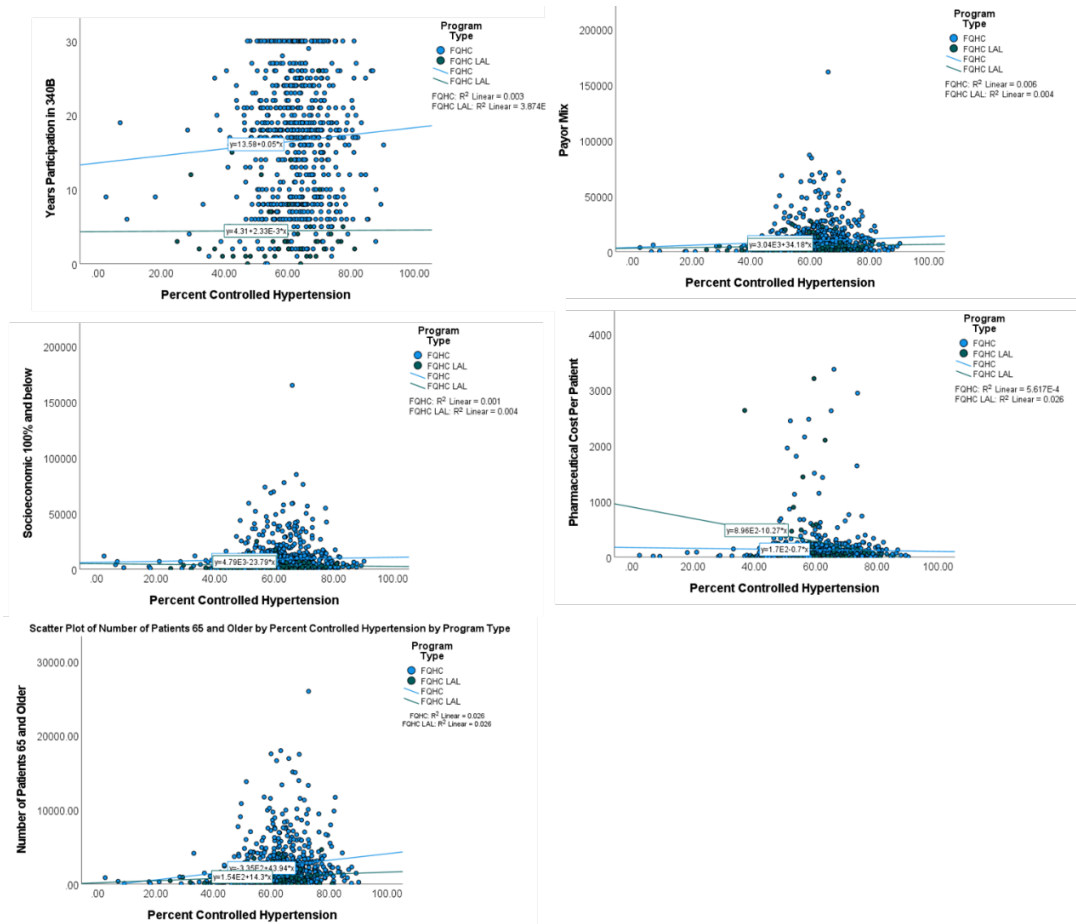 Program
Type
FQHC
FQHC LAL
FQHC
FQHC LAL
FQHC: R² Linear = 0.003
FQHC LAL: R² Linear = 3.874E
30
20
10
0
Years Participation in 340B
y=13.58+0.05*x
y=4.31+2.33E-3*x
.00 20.00 40.00 60.00 80.00 100.00
Percent Controlled Hypertension
Program
Type
FQHC
FQHC LAL
FQHC
FQHC LAL
FQHC: R² Linear = 0.006
FQHC LAL: R² Linear = 0.004
200000
150000
100000
50000
0
Payor Mix
y=3.04E3+34.18*x
.00 20.00 40.00 60.00 80.00 100.00
Percent Controlled Hypertension
Program
Type
FQHC
FQHC LAL
FQHC
FQHC LAL
FQHC: R² Linear = 0.001
FQHC LAL: R² Linear = 0.004
200000
150000
100000
50000
0
Socioeconomic 100% and below
y=4.79E3-23.79*x
.00 20.00 40.00 60.00 80.00 100.00
Percent Controlled Hypertension
Program
Type
FQHC
FQHC LAL
FQHC
FQHC LAL
FQHC: R² Linear = 5.617E-4
FQHC LAL: R² Linear = 0.026
4000
3000
2000
1000
0
Pharmaceutical Cost Per Patient
y=8.96E2-10.27*x
y=1.7E2-0.7*x
.00 20.00 40.00 60.00 80.00 100.00
Percent Controlled Hypertension
Scatter Plot of Number of Patients 65 and Older by Percent Controlled Hypertension by Program Type
Program
Type
FQHC
FQHC LAL
FQHC
FQHC LAL
FQHC: R² Linear = 0.026
FQHC LAL: R² Linear = 0.026
30000.00
20000.00
10000.00
.00
Number of Patients 65 and Older
y=-3.35E2+43.94*x
y=1.54E2+14.3*x
.00 20.00 40.00 60.00 80.00 100.00
Percent Controlled Hypertension